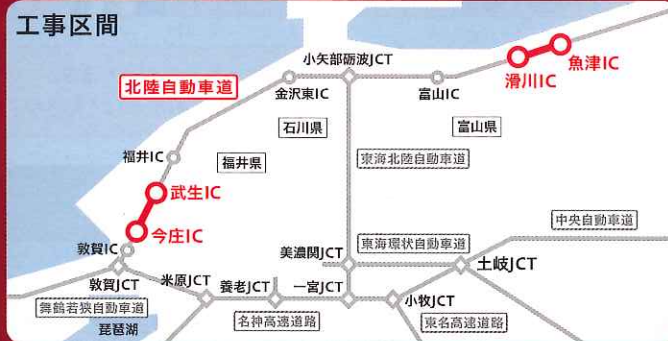 工事区間
小矢部砺波JCT
魚津IC
滑川IC
北陸自動車道
金沢東IC
富山IC
石川県
富山県
福井IC
福井県
東海北陸自動車道
武生IC
今庄IC
中央自動車道
敦賀IC
美濃関JCT
東海環状自動車道
土岐JCT
敦賀JCT
米原JCT
養老JCT
一宮JCT
小牧JCT
舞鶴若狭自動車道
名神高速道路
東名高速道路
琵琶湖